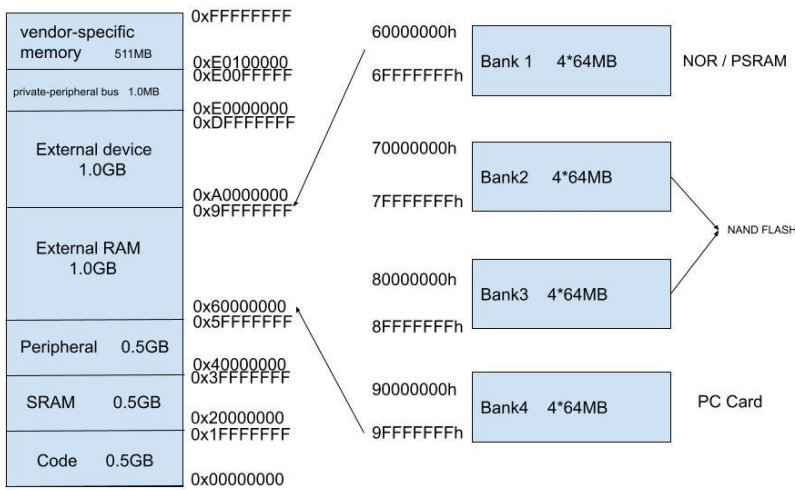 vendor-specific
memory 511MB
private-peripheral bus 1.0MB
External device
1.0GB
External RAM
1.0GB
Peripheral 0.5GB
SRAM 0.5GB
Code 0.5GB
0xFFFFFFFF
0xE0100000
0xE00FFFFF
0xE0000000
0xDFFFFFFF
0xA0000000
0x9FFFFFFF
0x60000000
0x5FFFFFFF
0x40000000
0x3FFFFFFF
0x20000000
0x1FFFFFFF
0x00000000
60000000h
6FFFFFFFh
Bank 1 4*64MB
NOR / PSRAM
70000000h
7FFFFFFFh
Bank2 4*64MB
NAND FLASH
80000000h
8FFFFFFFh
Bank3 4*64MB
90000000h
9FFFFFFFh
Bank4 4*64MB
PC Card